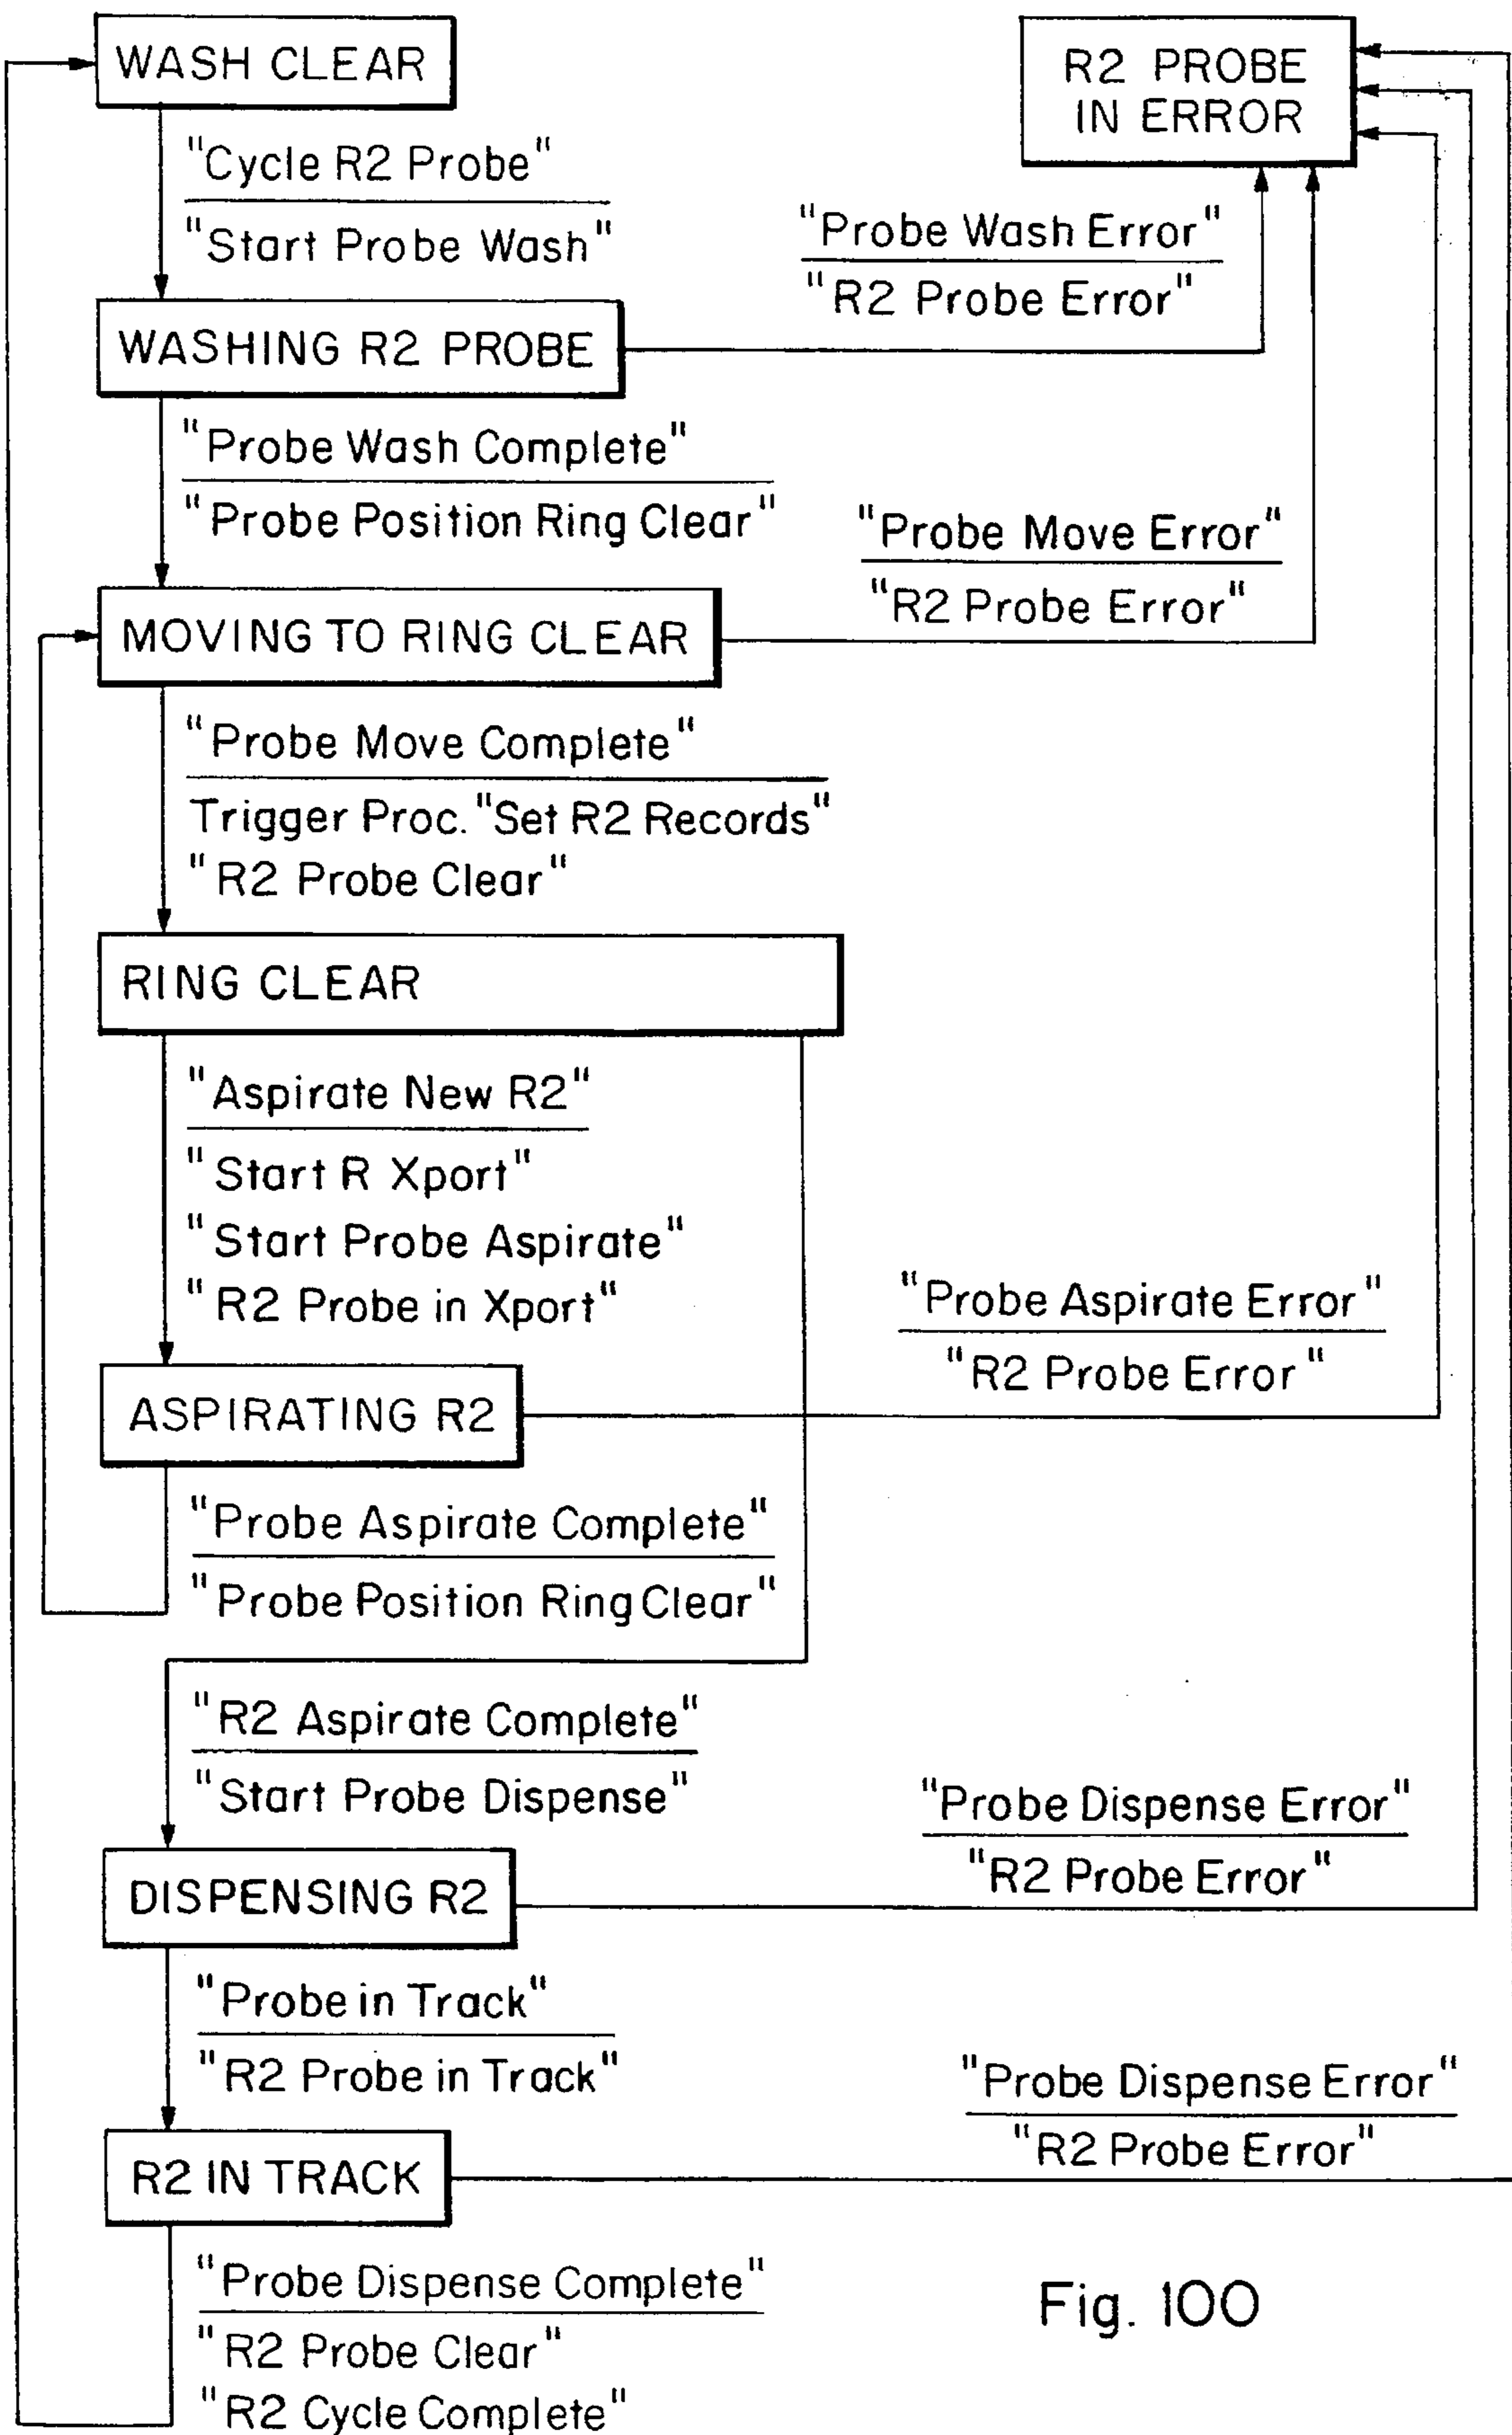 WASH CLEAR
R2 PROBE
IN ERROR
"Cycle R2 Probe"
"Start Probe Wash"
"Probe Wash Error"
"R2 Probe Error"
WASHING R2 PROBE
"Probe Wash Complete"
"Probe Position Ring Clear"
"Probe Move Error"
"R2 Probe Error"
MOVING TO RING CLEAR
"Probe Move Complete"
Trigger Proc. "Set R2 Records"
"R2 Probe Clear"
RING CLEAR
"Aspirate New R2"
"Start R Xport"
"Start Probe Aspirate"
"R2 Probe in Xport"
"Probe Aspirate Error"
"R2 Probe Error"
ASPIRATING R2
"Probe Aspirate Complete"
"Probe Position Ring Clear"
"R2 Aspirate Complete"
"Start Probe Dispense"
"Probe Dispense Error"
"R2 Probe Error"
DISPENSING R2
"Probe in Track"
"R2 Probe in Track"
"Probe Dispense Error"
"R2 Probe Error"
R2 IN TRACK
"Probe Dispense Complete"
"R2 Probe Clear"
"R2 Cycle Complete"
Fig. 100